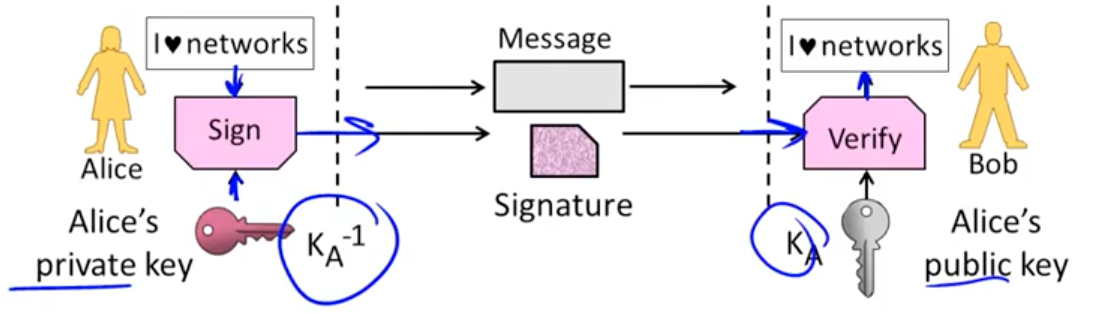 I♥networks
Sign
Alice
Alice's
private key
K_A^-1
Message
Signature
I♥networks
Verify
Bob
K_A
Alice's
public key